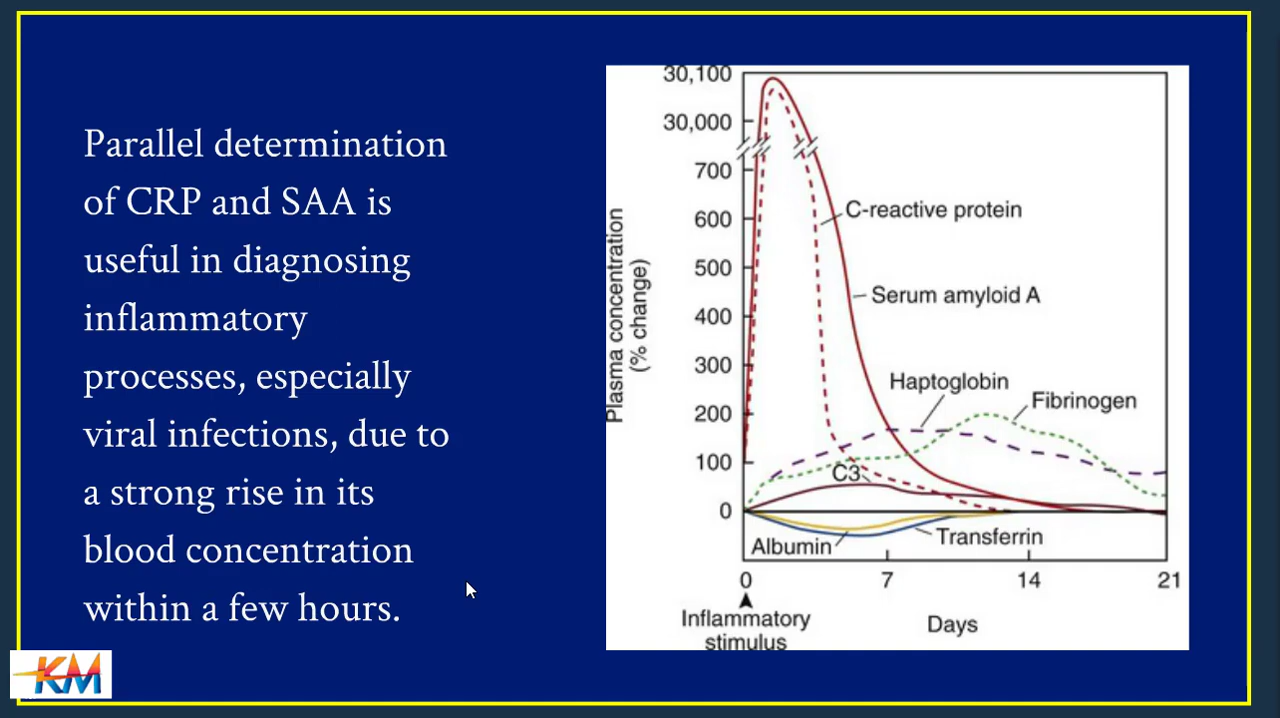 Parallel determination
of CRP and SAA is
useful in diagnosing
inflammatory
processes, especially
viral infections, due to
a strong rise in its
blood concentration
within a few hours.
30,100
30,000
700
600
500
400
300
200
100
0
Plasma concentration
(% change)
C-reactive protein
Serum amyloid A
Haptoglobin
Fibrinogen
C3
Albumin
Transferrin
0 7 14 21
Inflammatory
stimulus
Days
KM